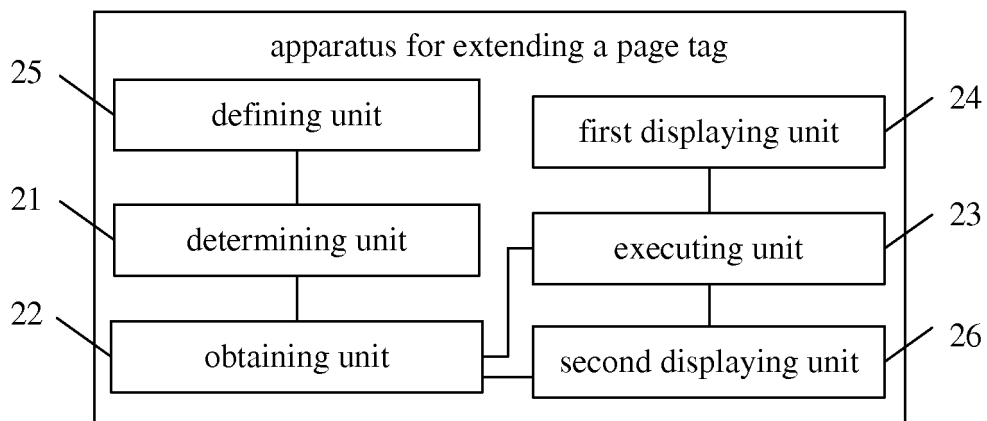 apparatus for extending a page tag
25
defining unit
first displaying unit
24
21
determining unit
executing unit
23
22
obtaining unit
second displaying unit
26